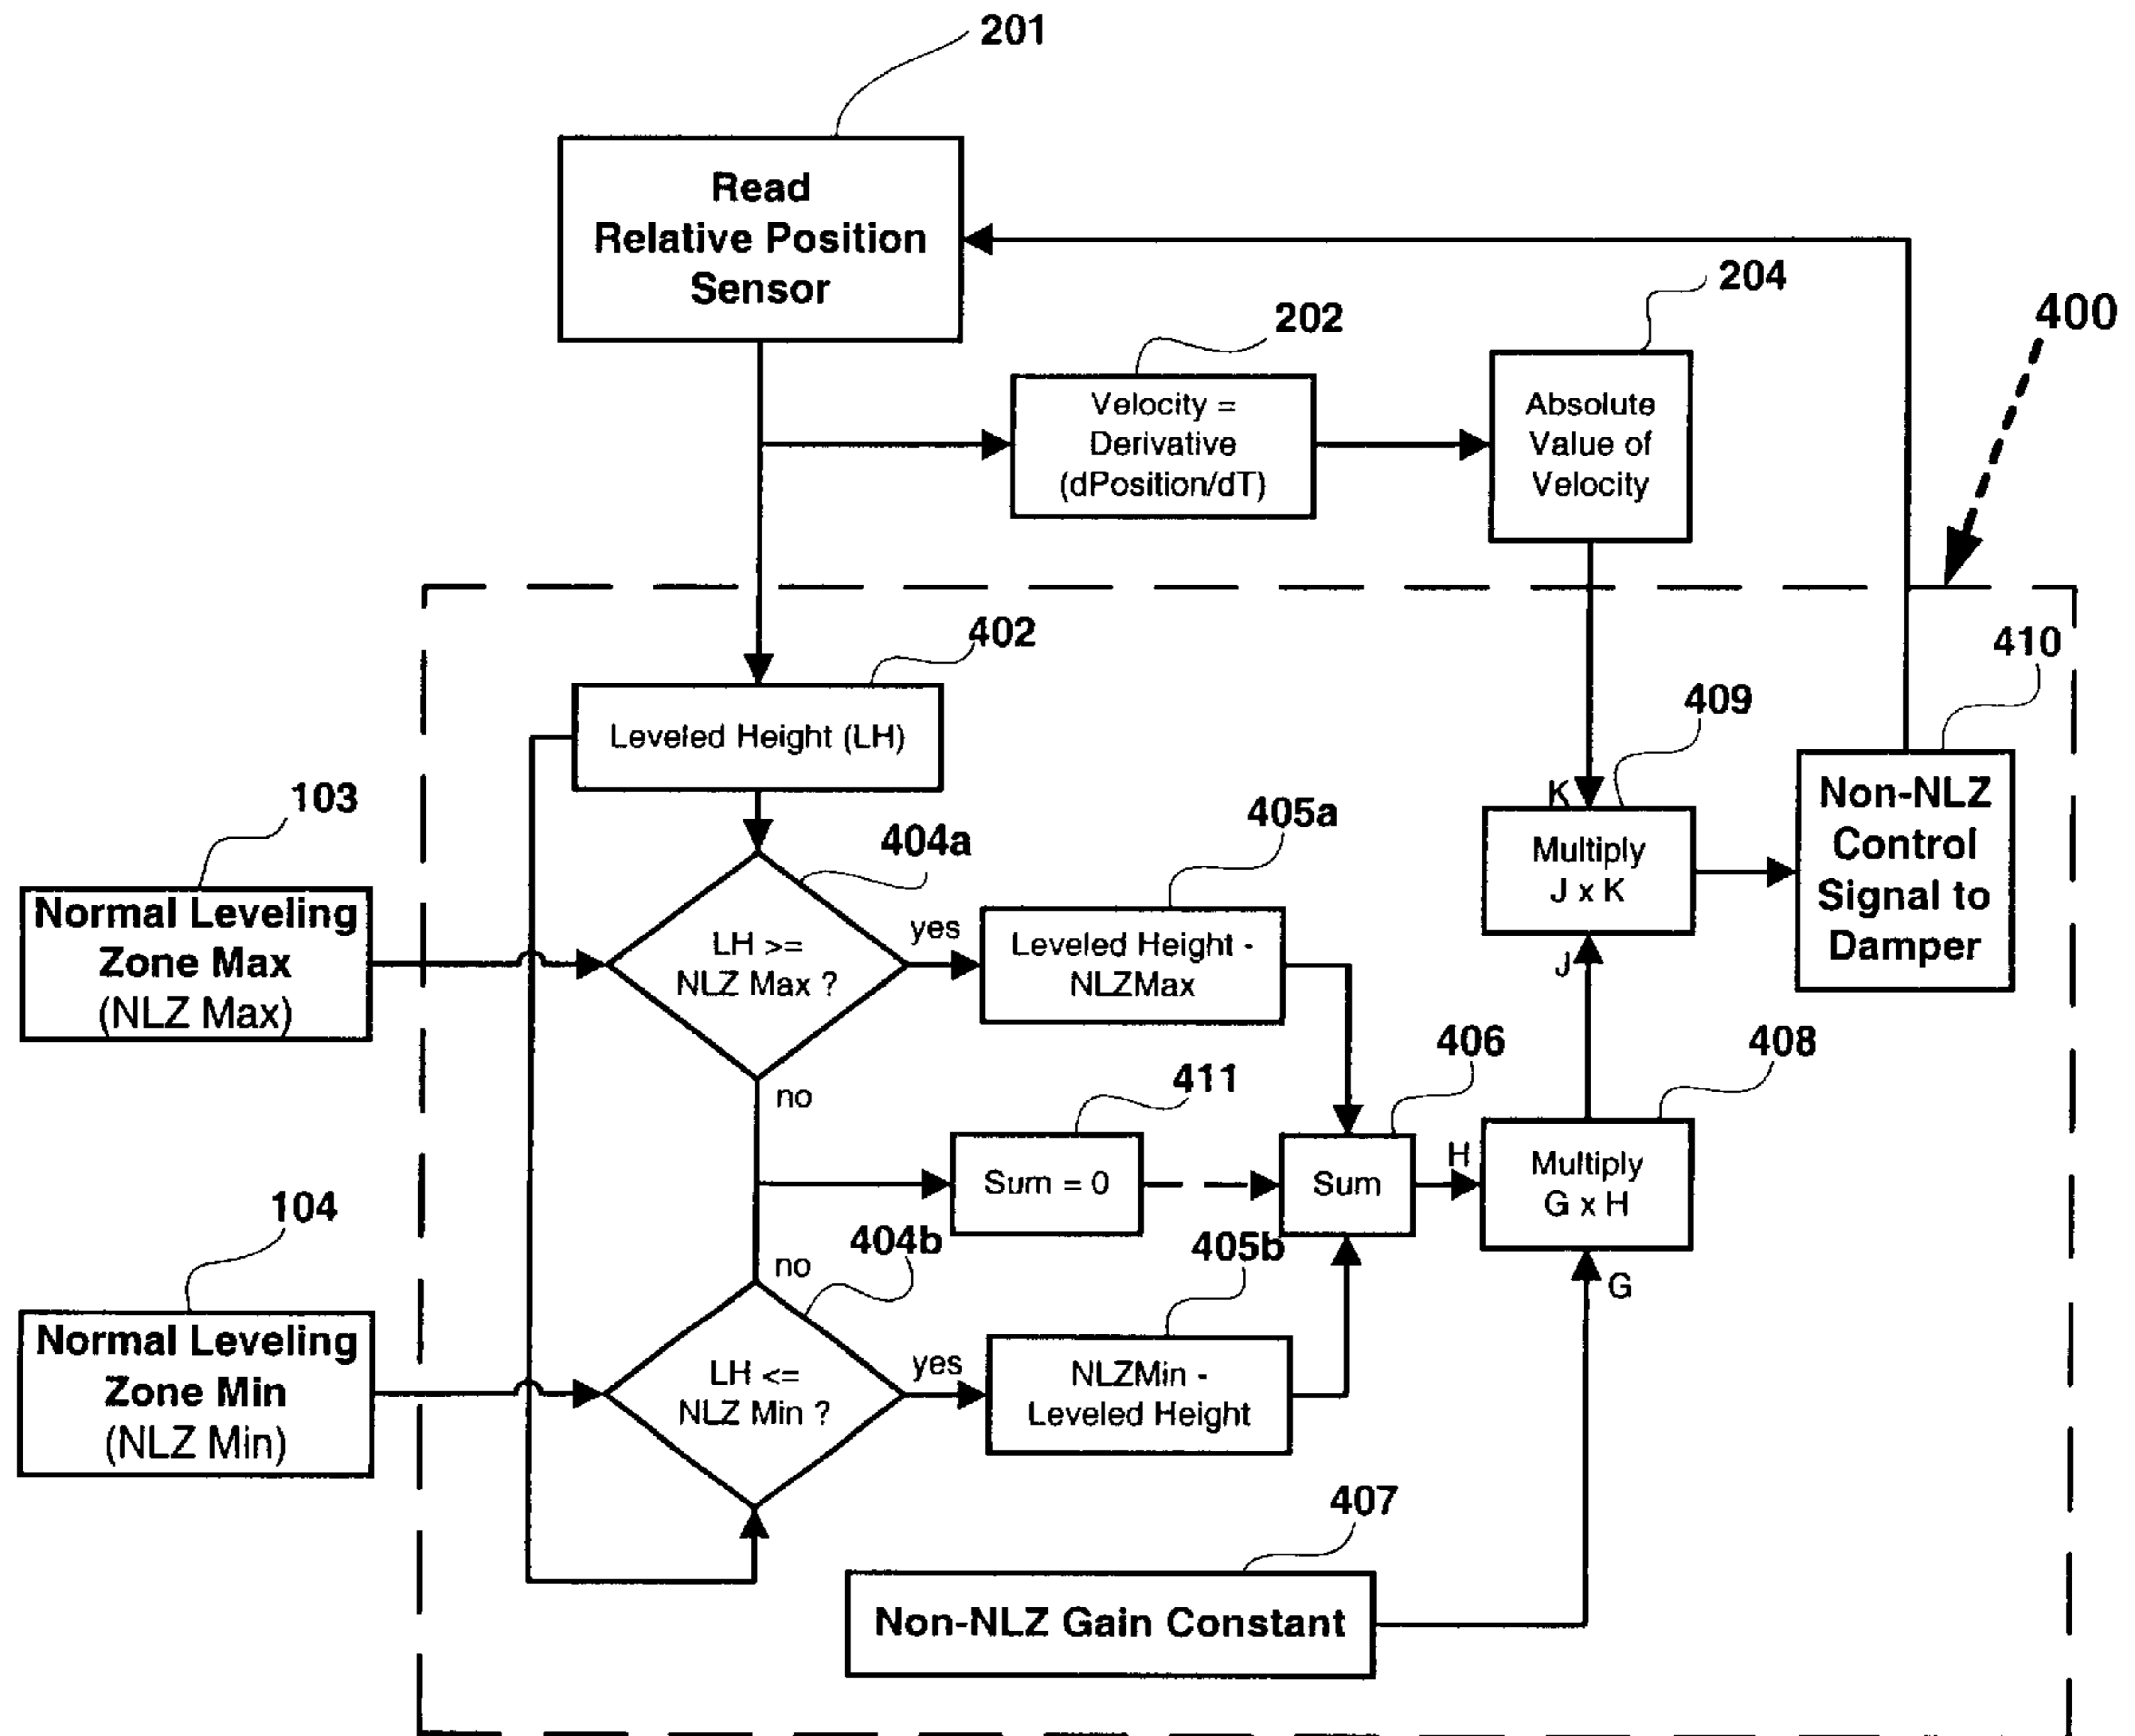 201
Read
Relative Position
Sensor
204
202
400
Velocity =
Derivative
(dPosition/dT)
Absolute
Value of
Velocity
402
410
Leveled Height (LH)
409
103
405a
K
Non-NLZ
Control
Signal to
Damper
404a
Multiply
J x K
Normal Leveling
Zone Max
(NLZ Max)
LH >=
NLZ Max ?
yes
Leveled Height -
NLZMax
J
406
408
no
411
Sum = 0
Sum
H
Multiply
G x H
104
404b
405b
no
G
Normal Leveling
Zone Min
(NLZ Min)
LH <=
NLZ Min ?
yes
NLZMin -
Leveled Height
407
Non-NLZ Gain Constant